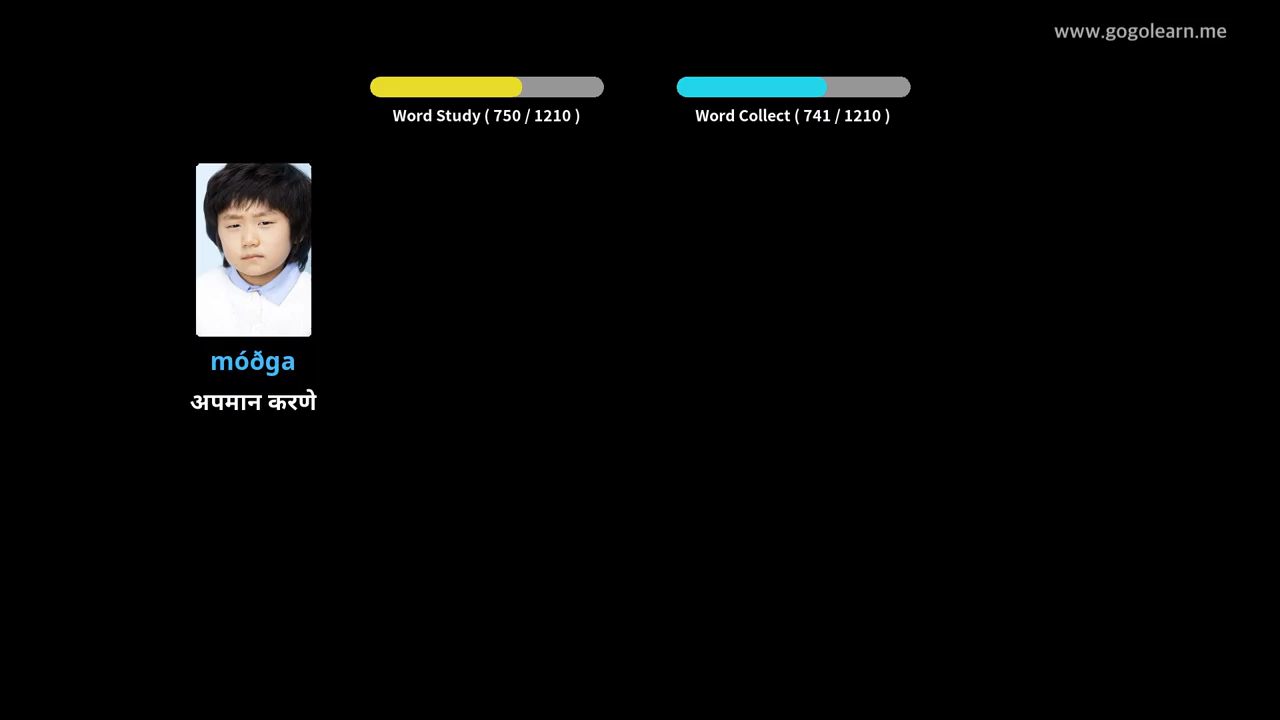 www.gogolearn.me
Word Study ( 750 / 1210 )
Word Collect ( 741 / 1210 )
móðga
अपमान करणे